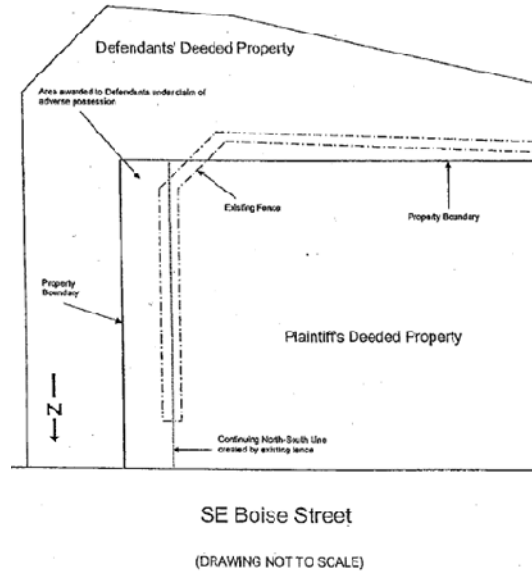 Defendants' Deeded Property
Area awarded to Defendants under claim of
adverse possession
Existing Fence
Property Boundary
Property
Boundary
Plaintiff's Deeded Property
N
Continuing North-South Line
created by existing fence
SE Boise Street
(DRAWING NOT TO SCALE)